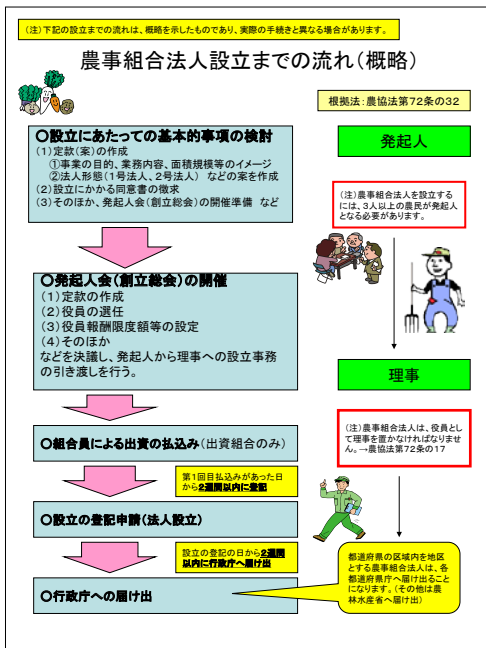 （注）下記の設立までの流れは、概略を示したものであり、実際の手続きと異なる場合があります。
農事組合法人設立までの流れ（概略）
根拠法：農協法第７２条の３２
○設立にあたっての基本的事項の検討
（１）定款（案）の作成
①事業の目的、業務内容、面積規模等のイメージ
②法人形態（１号法人、２号法人） などの案を作成
（２）設立にかかる同意書の徴求
（３）そのほか、発起人会（創立総会）の開催準備 など
発起人
（注）農事組合法人を設立する
には、３人以上の農民が発起人
となる必要があります。
○発起人会（創立総会）の開催
（１）定款の作成
（２）役員の選任
（３）役員報酬限度額等の設定
（４）そのほか
などを決議し、発起人から理事への設立事務
の引き渡しを行う。
理事
（注）農事組合法人は、役員とし
て理事を置かなければなりませ
ん。→農協法第７２条の１７
○組合員による出資の払込み（出資組合のみ）
第１回目払込みがあった日
から２週間以内に登記
○設立の登記申請（法人設立）
設立の登記の日から２週間
以内に行政庁へ届け出
○行政庁への届け出
都道府県の区域内を地区
とする農事組合法人は、各
都道府県庁へ届け出ること
になります。（その他は農
林水産省へ届け出）